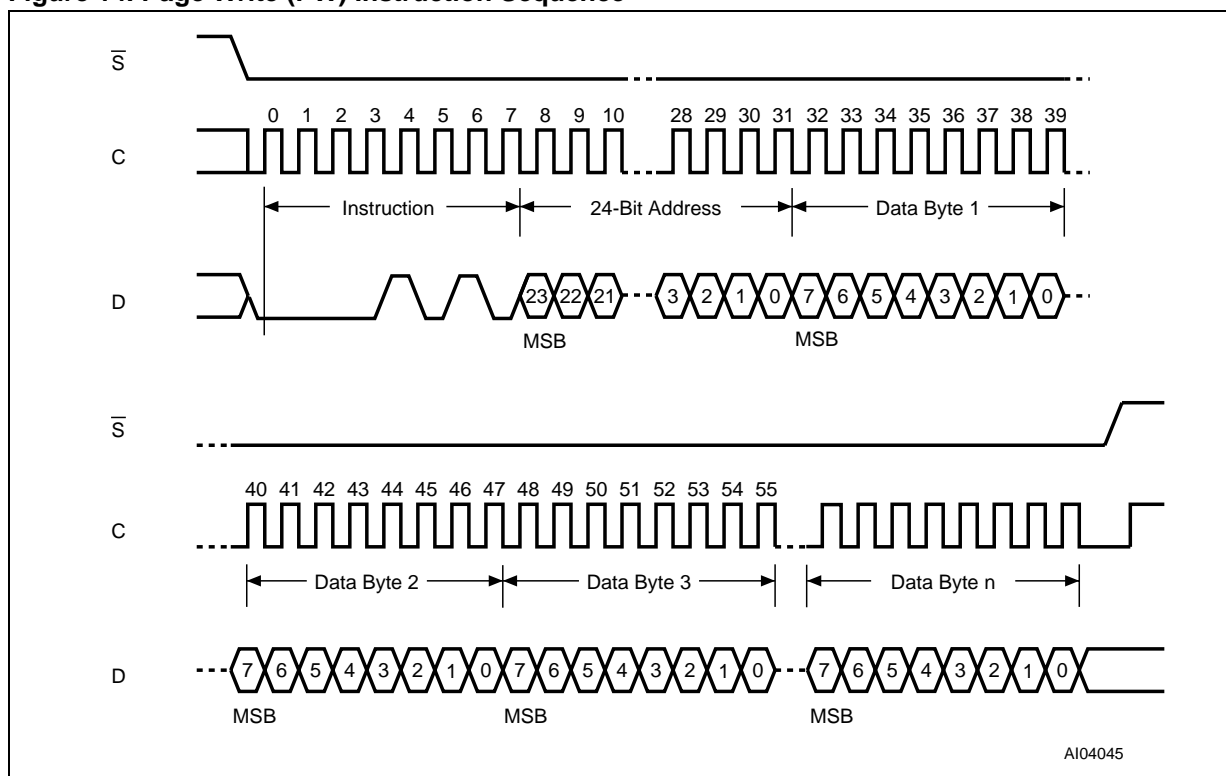 Figure 14. Page Write (PW) Instruction Sequence
S
0 1 2 3 4 5 6 7 8 9 10 28 29 30 31 32 33 34 35 36 37 38 39
C
Instruction 24-Bit Address Data Byte 1
D 23 22 21 3 2 1 0 7 6 5 4 3 2 1 0
MSB MSB
S
40 41 42 43 44 45 46 47 48 49 50 51 52 53 54 55
C
Data Byte 2 Data Byte 3 Data Byte n
D 7 6 5 4 3 2 1 0 7 6 5 4 3 2 1 0 7 6 5 4 3 2 1 0
MSB MSB MSB
AI04045